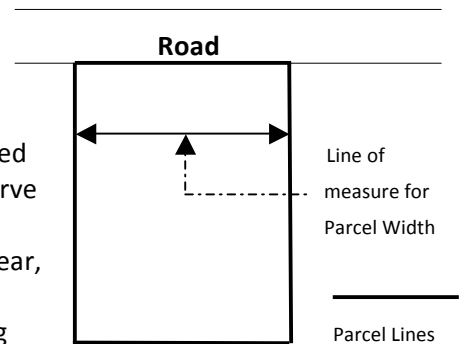 Road
ed
rve
ear,
g
Line of
measure for
Parcel Width
Parcel Lines